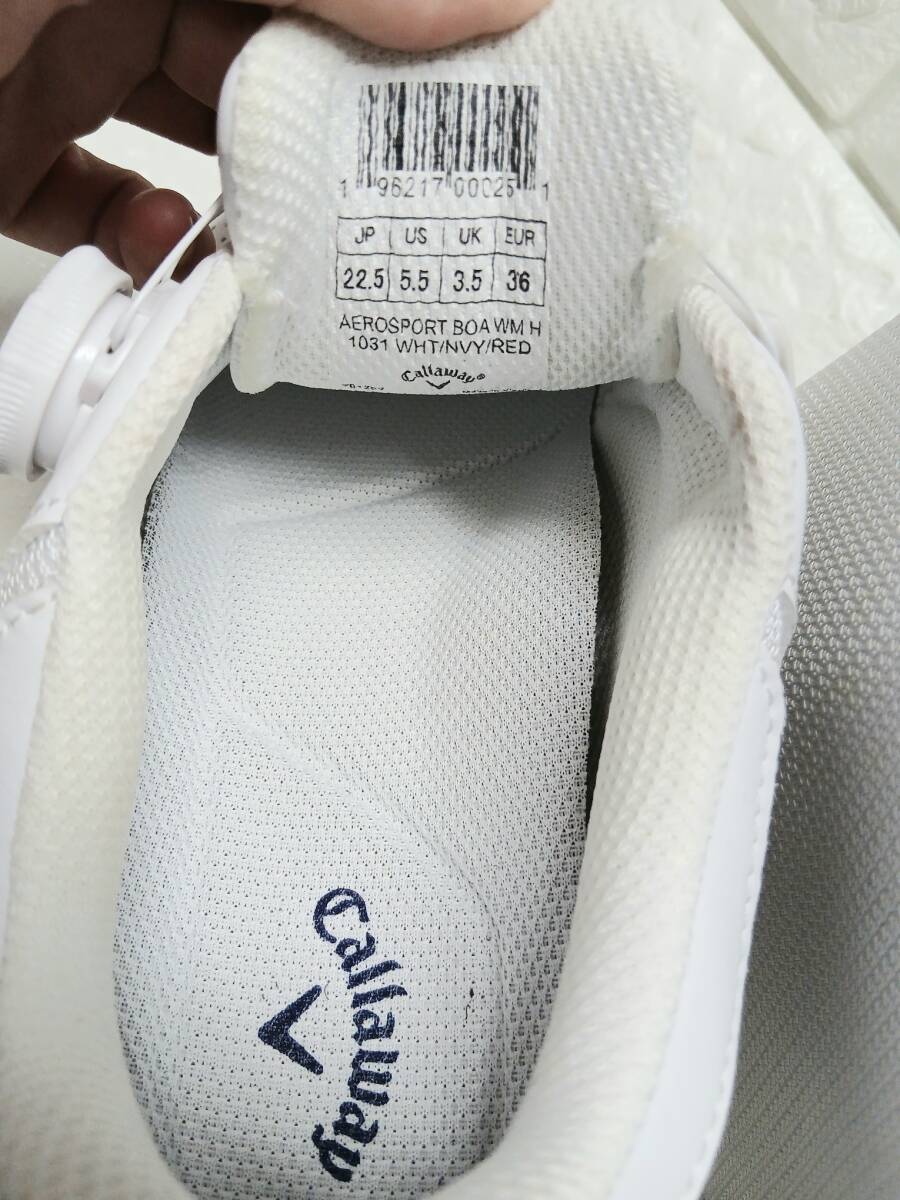 1 96217 00025 1
JP US UK EUR
22.5 5.5 3.5 36
AEROSPORT BOA WM H
1031 WHT/NVY/RED
Callaway®
Callaway